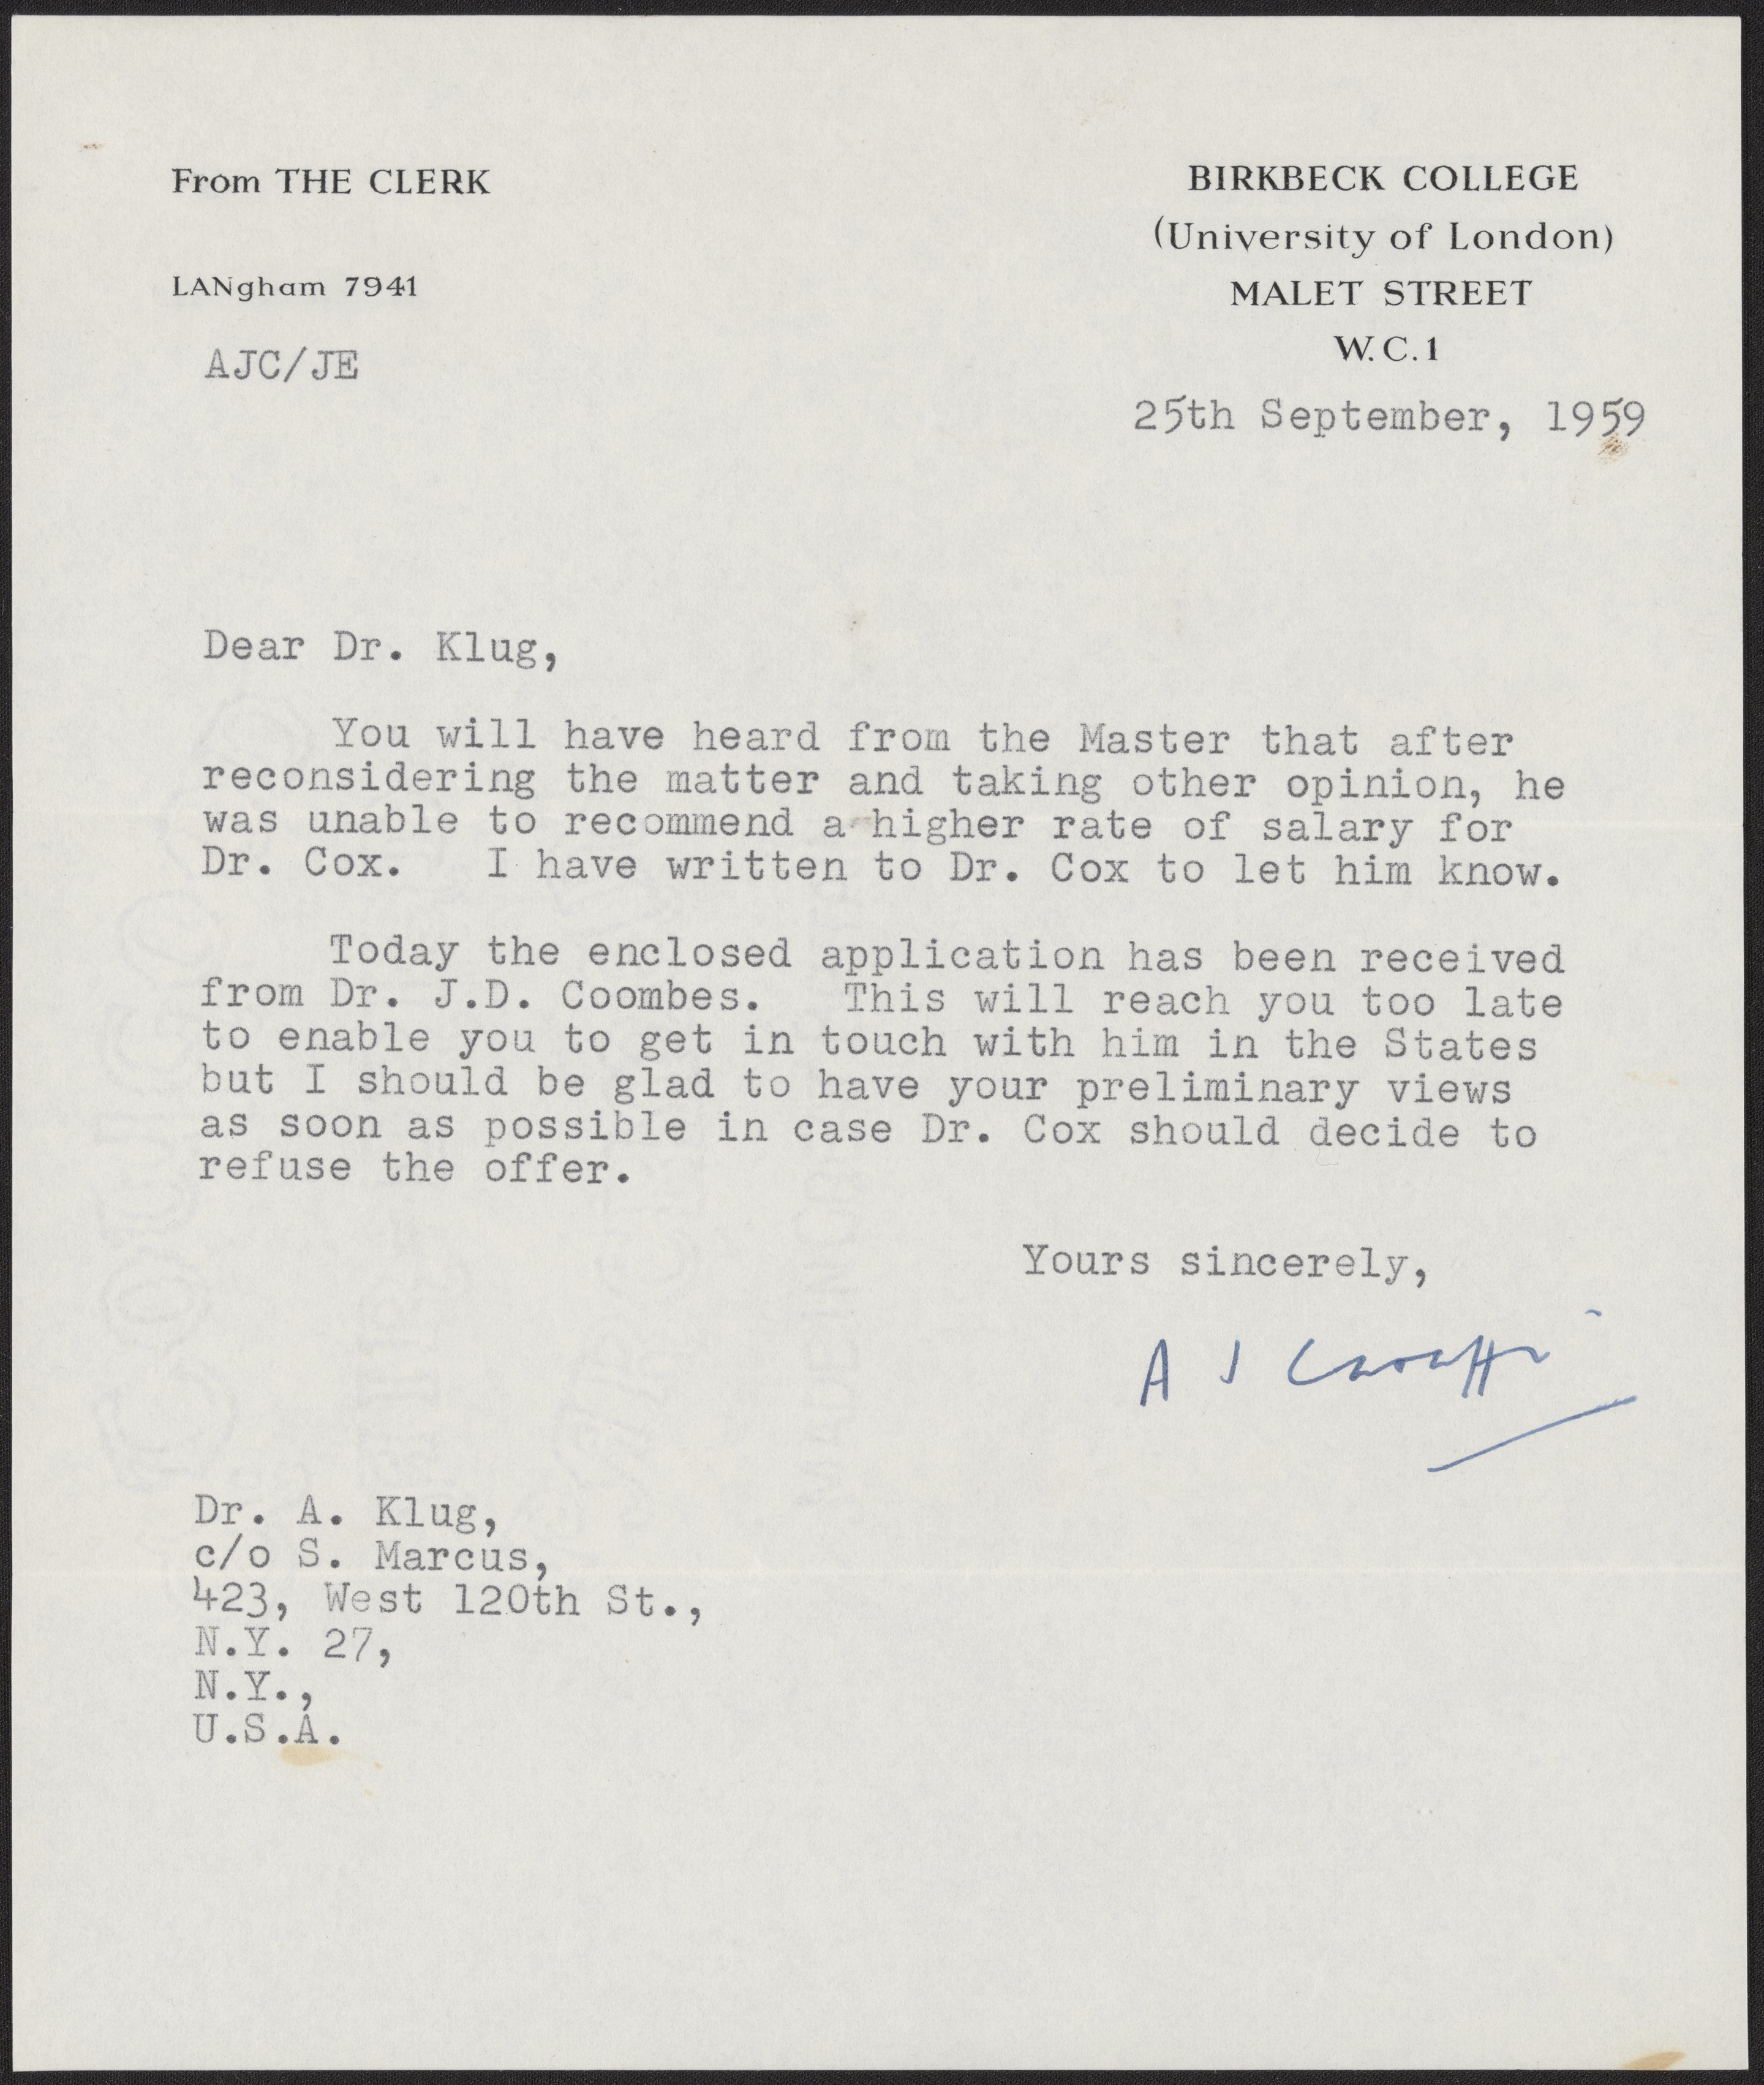 From THE CLERK
BIRKBECK COLLEGE
(University of London)
LANgham 7941
MALET STREET
W.C.1
AJC/JE
25th September, 1959
Dear Dr. Klug,
You will have heard from the Master that after
reconsidering the matter and taking other opinion, he
was unable to recommend a higher rate of salary for
Dr. Cox. I have written to Dr. Cox to let him know.
Today the enclosed application has been received
from Dr. J.D. Coombes. This will reach you too late
to enable you to get in touch with him in the States
but I should be glad to have your preliminary views
as soon as possible in case Dr. Cox should decide to
refuse the offer.
Yours sincerely,
A J
Dr. A. Klug,
c/o S. Marcus,
423, West 120th St.,
N.Y. 27,
N.Y.,
U.S.A.